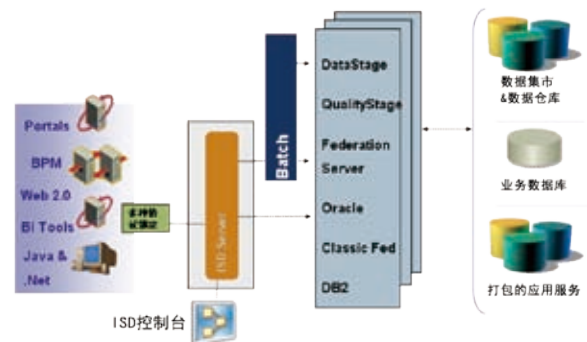 Portals
BPM
Web 2.0
Bi Tools
Java &
.Net
ISD Server
ISD控制台
Batch
DataStage
QualityStage
Federation
Server
Oracle
Classic Fed
DB2
数据集市
&数据仓库
业务数据库
打包的应用服务